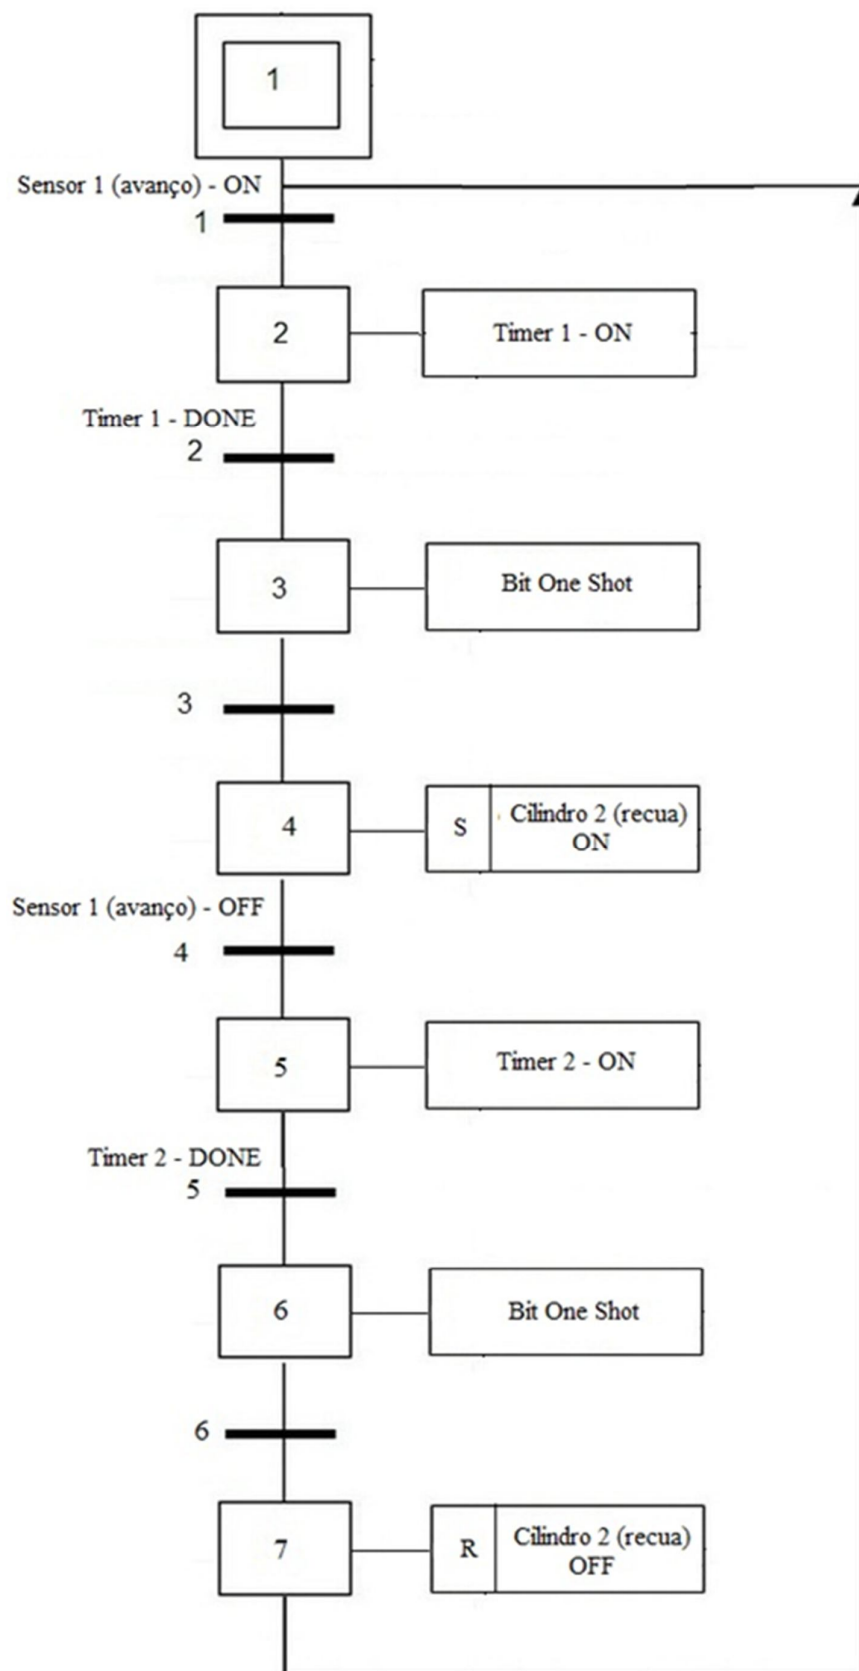 1
Sensor 1 (avanço) - ON
1
2
Timer 1 - ON
Timer 1 - DONE
2
3
Bit One Shot
3
4
S
Cilindro 2 (recua)
ON
Sensor 1 (avanço) - OFF
4
5
Timer 2 - ON
Timer 2 - DONE
5
6
Bit One Shot
6
7
R
Cilindro 2 (recua)
OFF